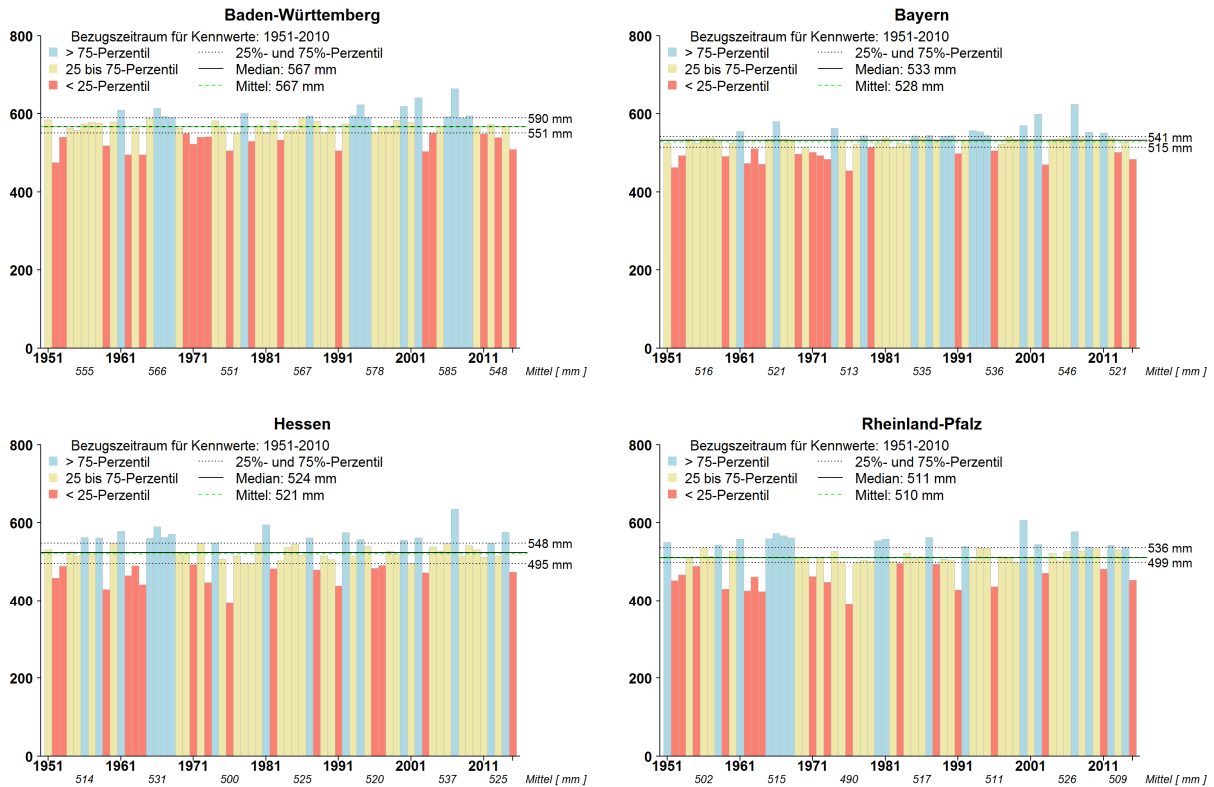 Baden-Württemberg
800
Bezugszeitraum für Kennwerte: 1951-2010
> 75-Perzentil 25%- und 75%-Perzentil
25 bis 75-Perzentil Median: 567 mm
< 25-Perzentil Mittel: 567 mm
600
590 mm
551 mm
400
200
0
1951 1961 1971 1981 1991 2001 2011
555 566 551 567 578 585 548 Mittel [ mm ]
Bayern
800
Bezugszeitraum für Kennwerte: 1951-2010
> 75-Perzentil 25%- und 75%-Perzentil
25 bis 75-Perzentil Median: 533 mm
< 25-Perzentil Mittel: 528 mm
600
541 mm
515 mm
400
200
0
1951 1961 1971 1981 1991 2001 2011
516 521 513 535 536 546 521 Mittel [ mm ]
Hessen
800
Bezugszeitraum für Kennwerte: 1951-2010
> 75-Perzentil 25%- und 75%-Perzentil
25 bis 75-Perzentil Median: 524 mm
< 25-Perzentil Mittel: 521 mm
600
548 mm
495 mm
400
200
0
1951 1961 1971 1981 1991 2001 2011
514 531 500 525 520 537 525 Mittel [ mm ]
Rheinland-Pfalz
800
Bezugszeitraum für Kennwerte: 1951-2010
> 75-Perzentil 25%- und 75%-Perzentil
25 bis 75-Perzentil Median: 511 mm
< 25-Perzentil Mittel: 510 mm
600
536 mm
499 mm
400
200
0
1951 1961 1971 1981 1991 2001 2011
502 515 490 517 511 526 509 Mittel [ mm ]